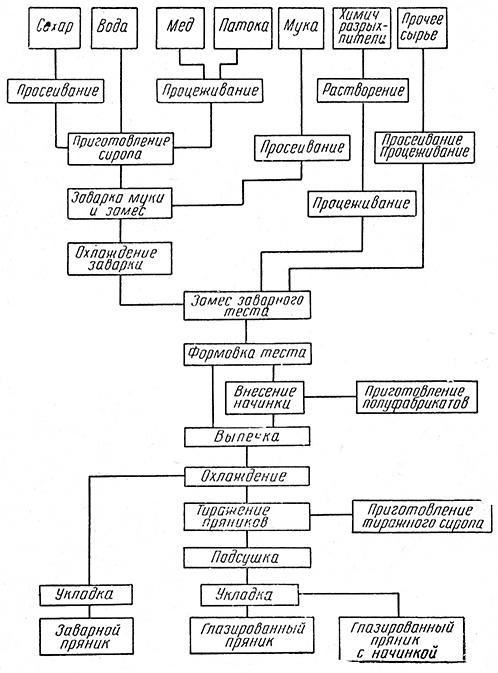 Сахар
Вода
Мед
Патока
Мука
Химич
разрых-
лители
Прочее
сырье
Просеивание
Процеживание
Растворение
Приготовление
сиропа
Просеивание
Просеивание
Процеживание
Заварка муки
и замес
Процеживание
Охлаждение
заварки
Замес заварного
теста
Формовка теста
Внесение
начинки
Приготовление
полуфабрикатов
Выпечка
Охлаждение
Тиражение
пряников
Приготовление
тиражного сиропа
Подсушка
Укладка
Укладка
Заварной
пряник
Глазированный
пряник
Глазированный
пряник
с начинкой